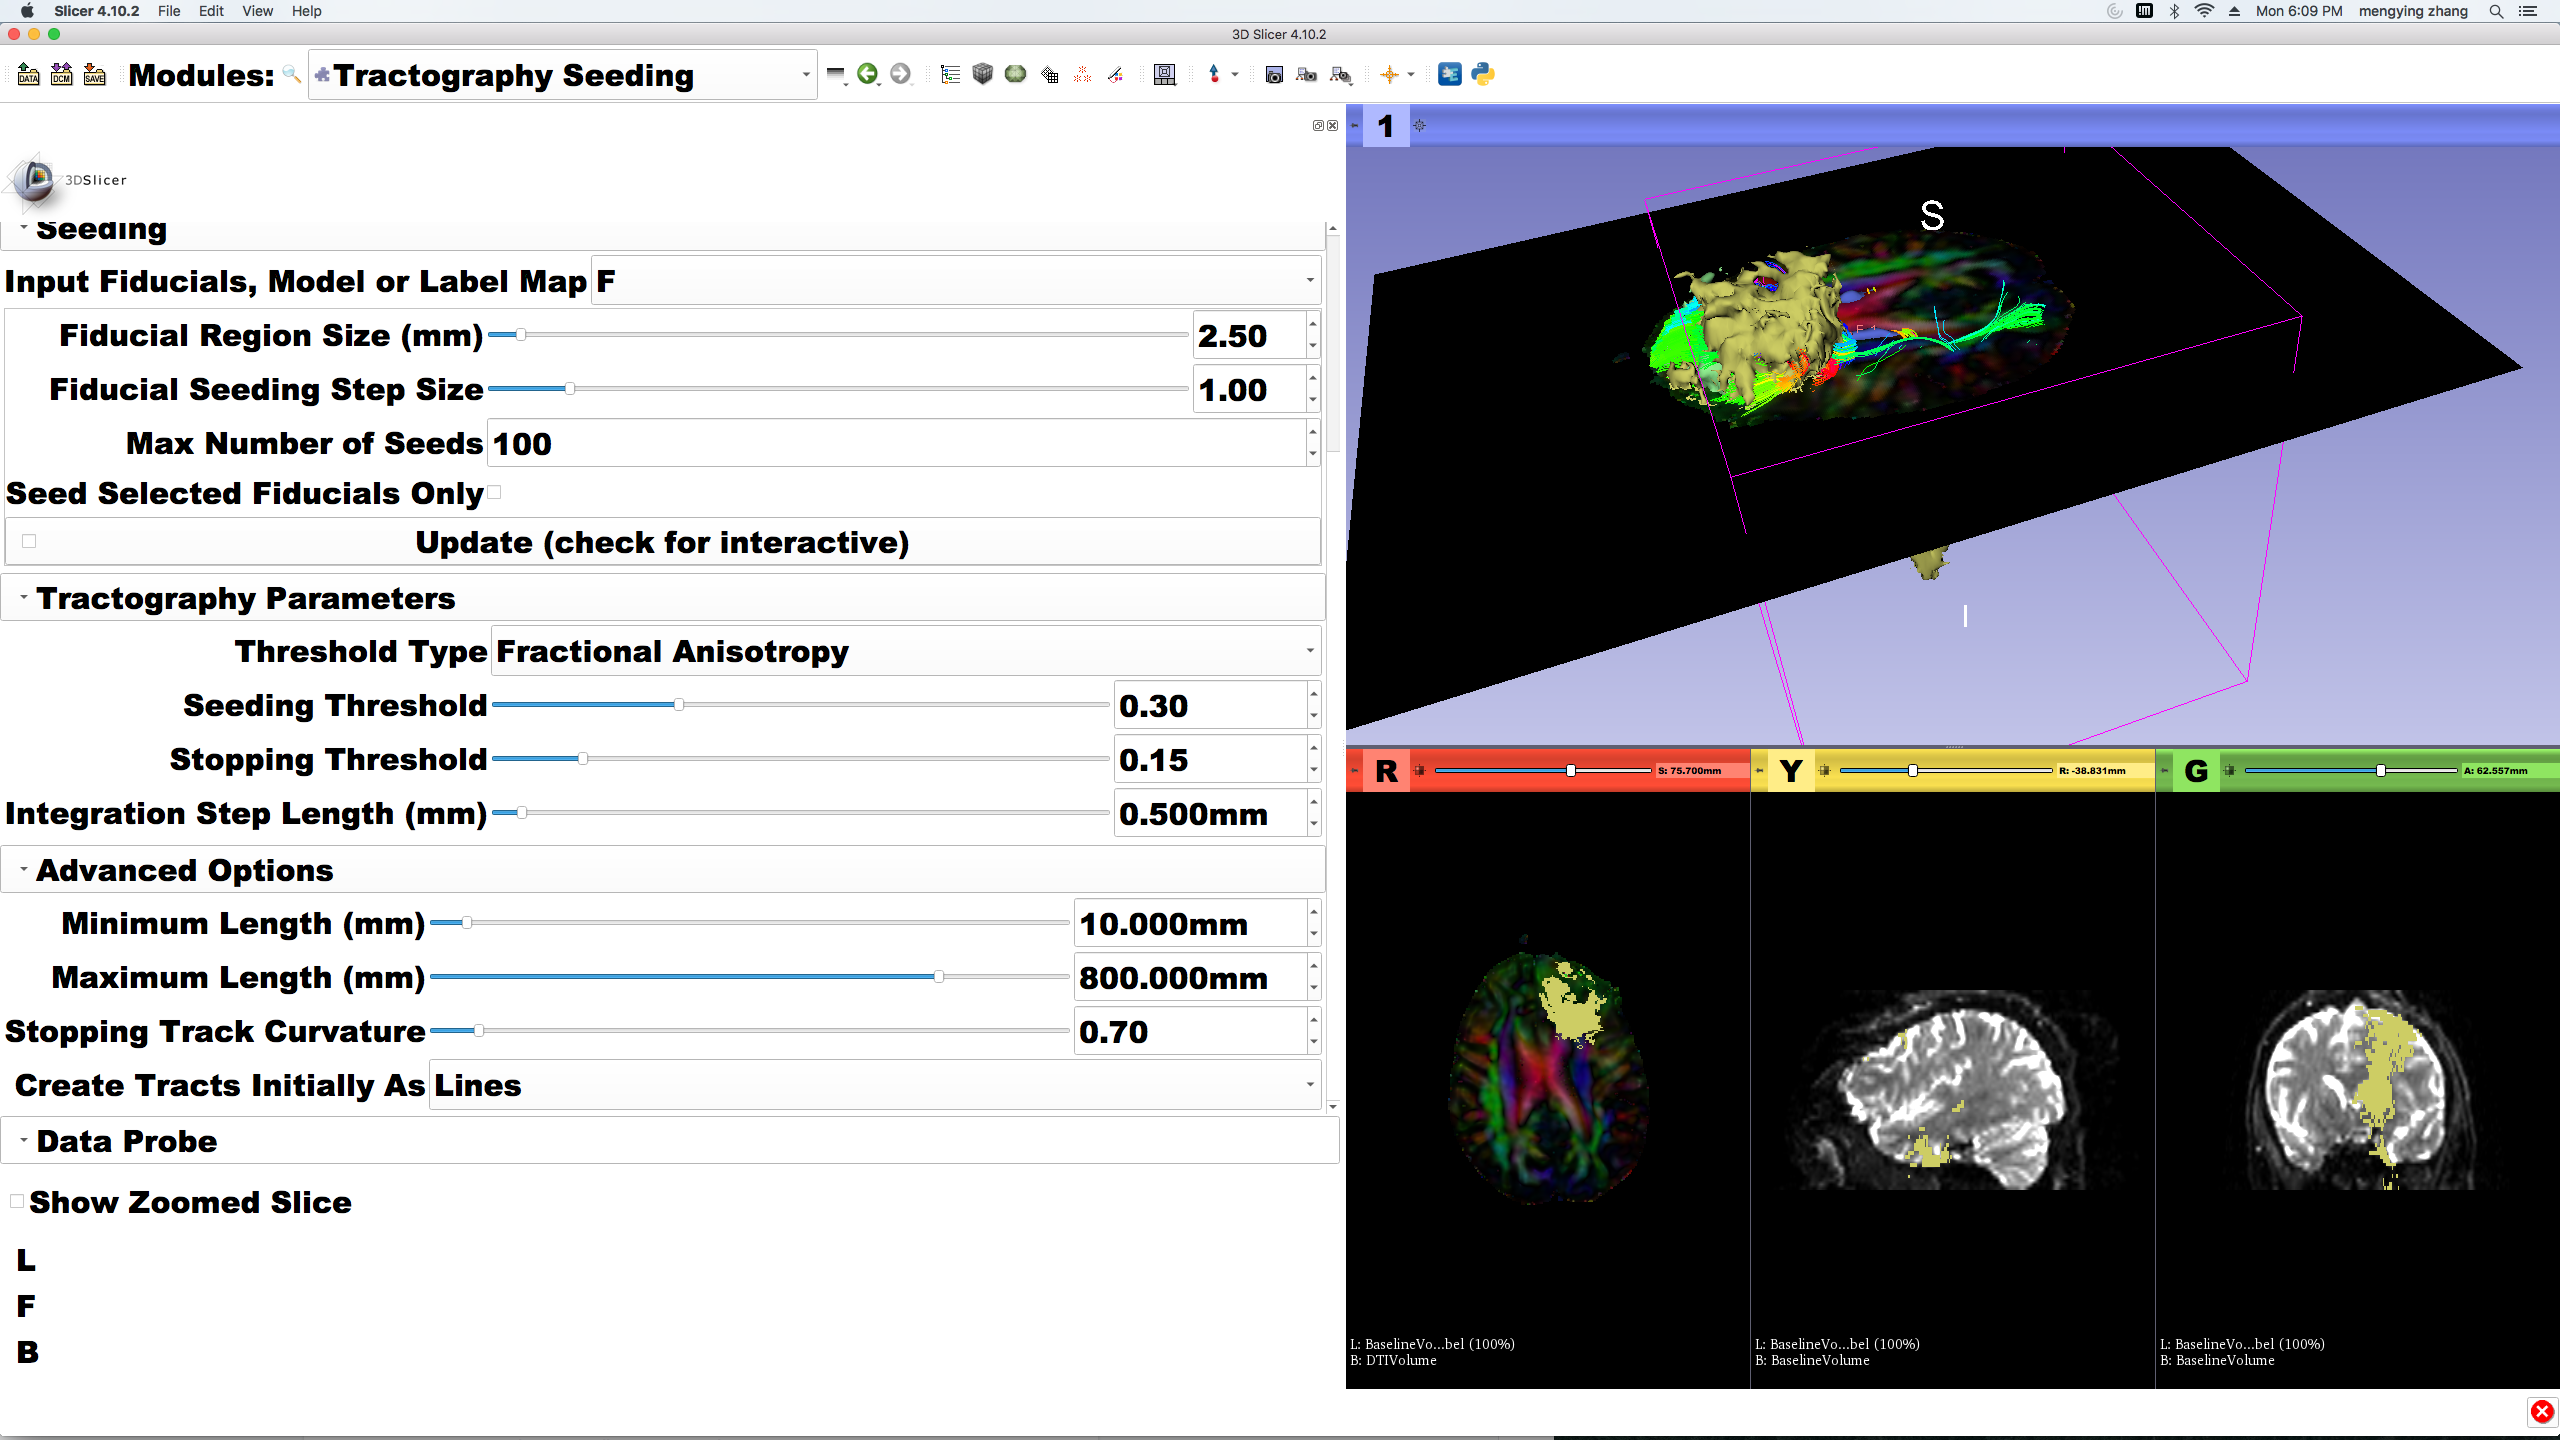 Slicer 4.10.2 File Edit View Help
Mon 6:09 PM mengying zhang
3D Slicer 4.10.2
DATA DCM SAVE Modules: Tractography Seeding
1
3DSlicer
Seeding
Input Fiducials, Model or Label Map F
Fiducial Region Size (mm) 2.50
Fiducial Seeding Step Size 1.00
Max Number of Seeds 100
Seed Selected Fiducials Only
Update (check for interactive)
Tractography Parameters
Threshold Type Fractional Anisotropy
Seeding Threshold 0.30
Stopping Threshold 0.15
Integration Step Length (mm) 0.500mm
Advanced Options
Minimum Length (mm) 10.000mm
Maximum Length (mm) 800.000mm
Stopping Track Curvature 0.70
Create Tracts Initially As Lines
Data Probe
Show Zoomed Slice
L
F
B
S
I
R S: 75.700mm
Y R: -38.831mm
G A: 62.557mm
L: BaselineVo...bel (100%)
B: DTIVolume
L: BaselineVo...bel (100%)
B: BaselineVolume
L: BaselineVo...bel (100%)
B: BaselineVolume